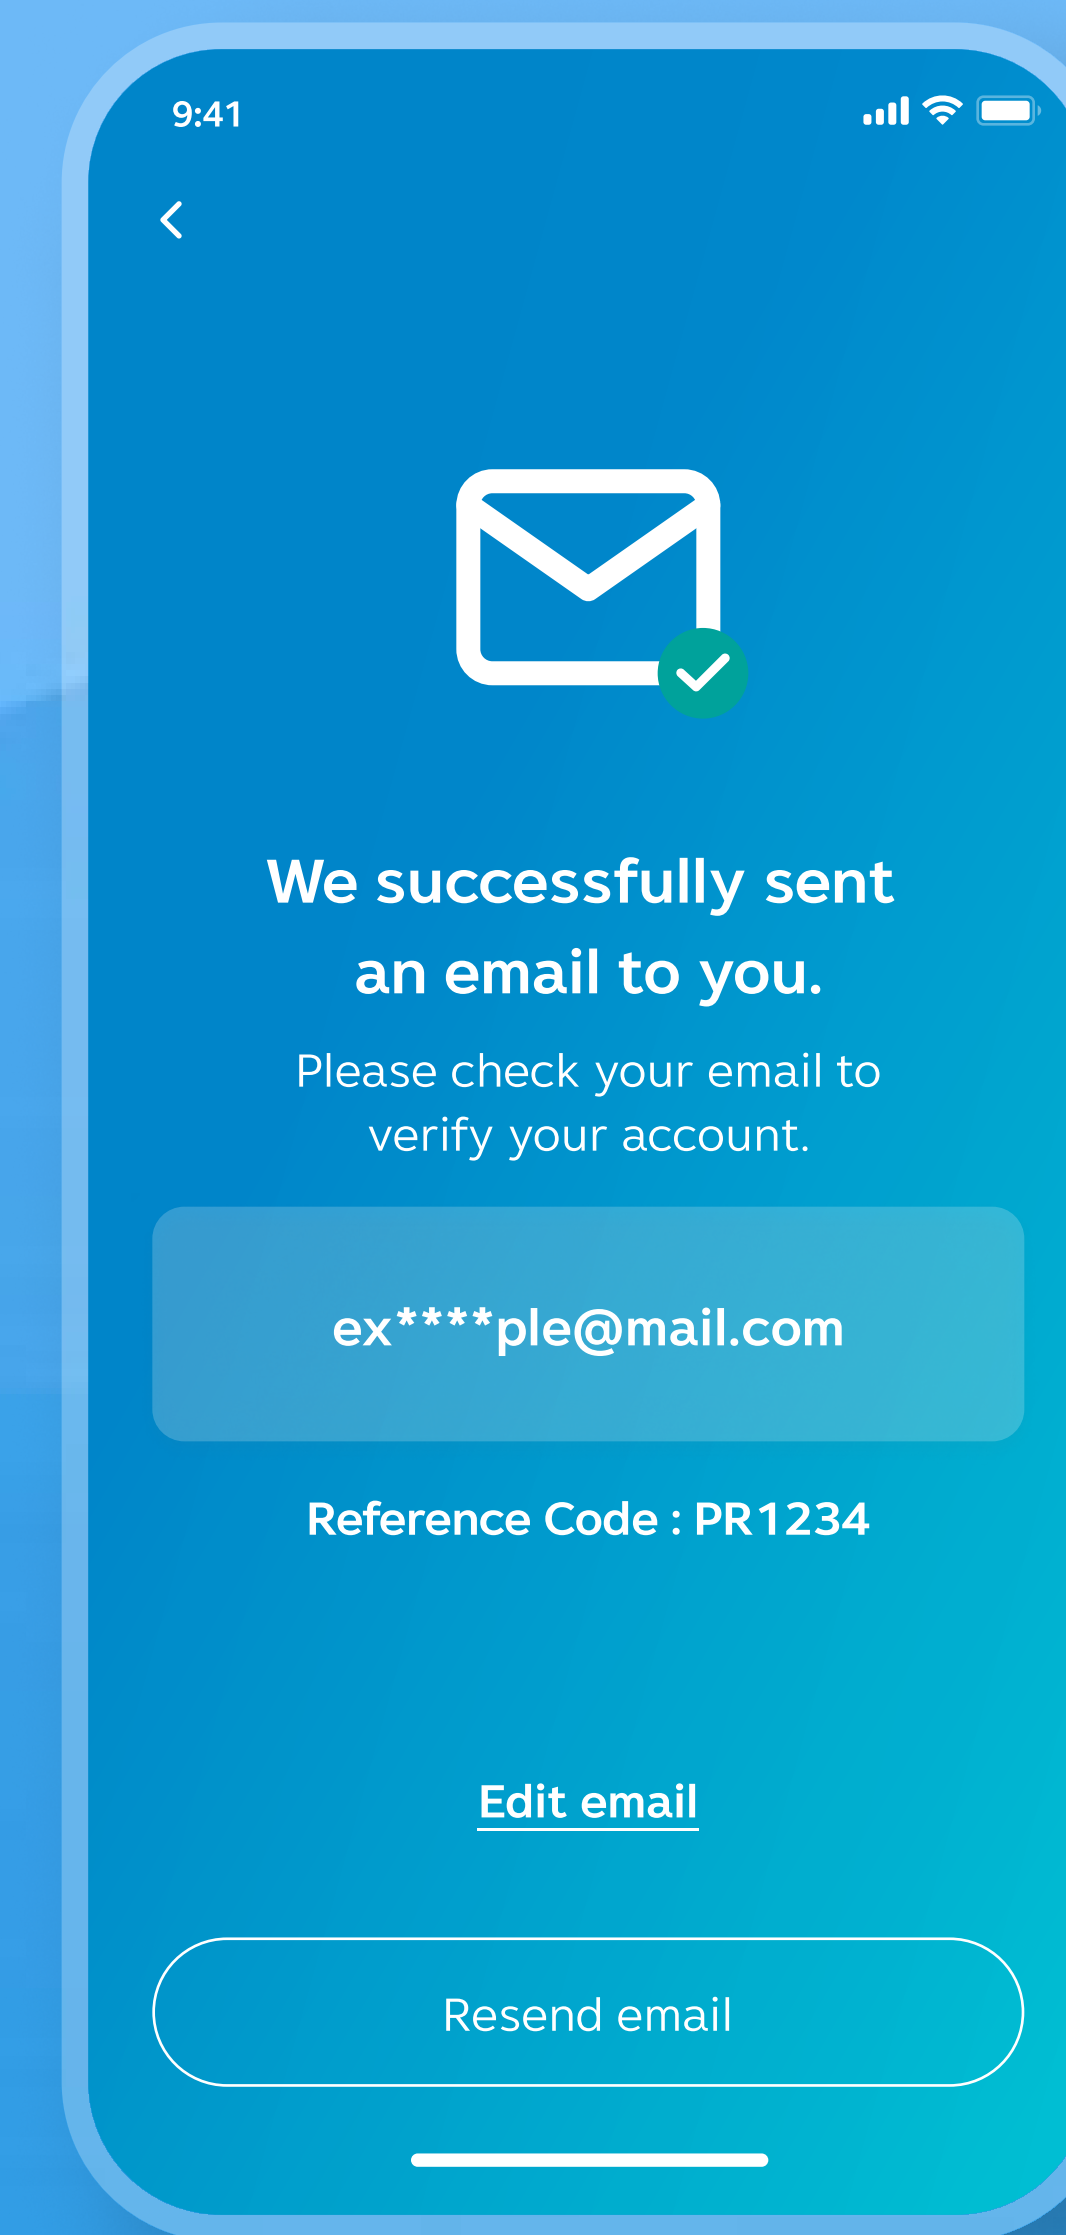 9:41
We successfully sent
an email to you.
Please check your email to
verify your account.
ex****ple@mail.com
Reference Code : PR1234
Edit email
Resend email